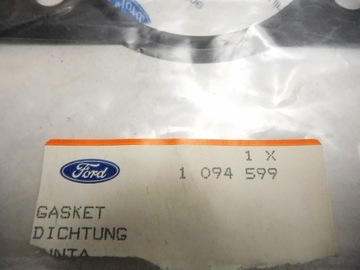 1 X
Ford
1 094 599
GASKET
DICHTUNG